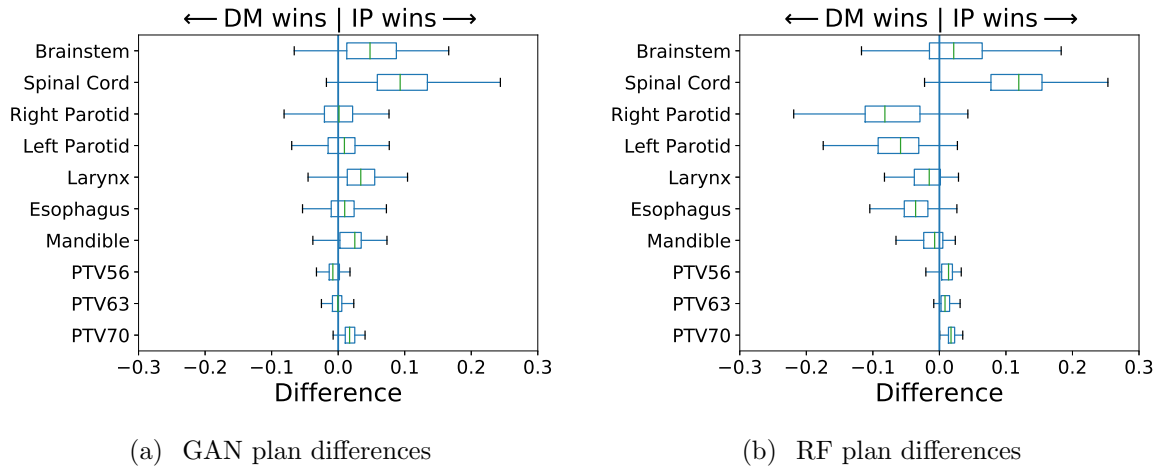 ← DM wins | IP wins →
Brainstem
Spinal Cord
Right Parotid
Left Parotid
Larynx
Esophagus
Mandible
PTV56
PTV63
PTV70
−0.3 −0.2 −0.1 0.0 0.1 0.2 0.3
Difference
(a) GAN plan differences
← DM wins | IP wins →
Brainstem
Spinal Cord
Right Parotid
Left Parotid
Larynx
Esophagus
Mandible
PTV56
PTV63
PTV70
−0.3 −0.2 −0.1 0.0 0.1 0.2 0.3
Difference
(b) RF plan differences